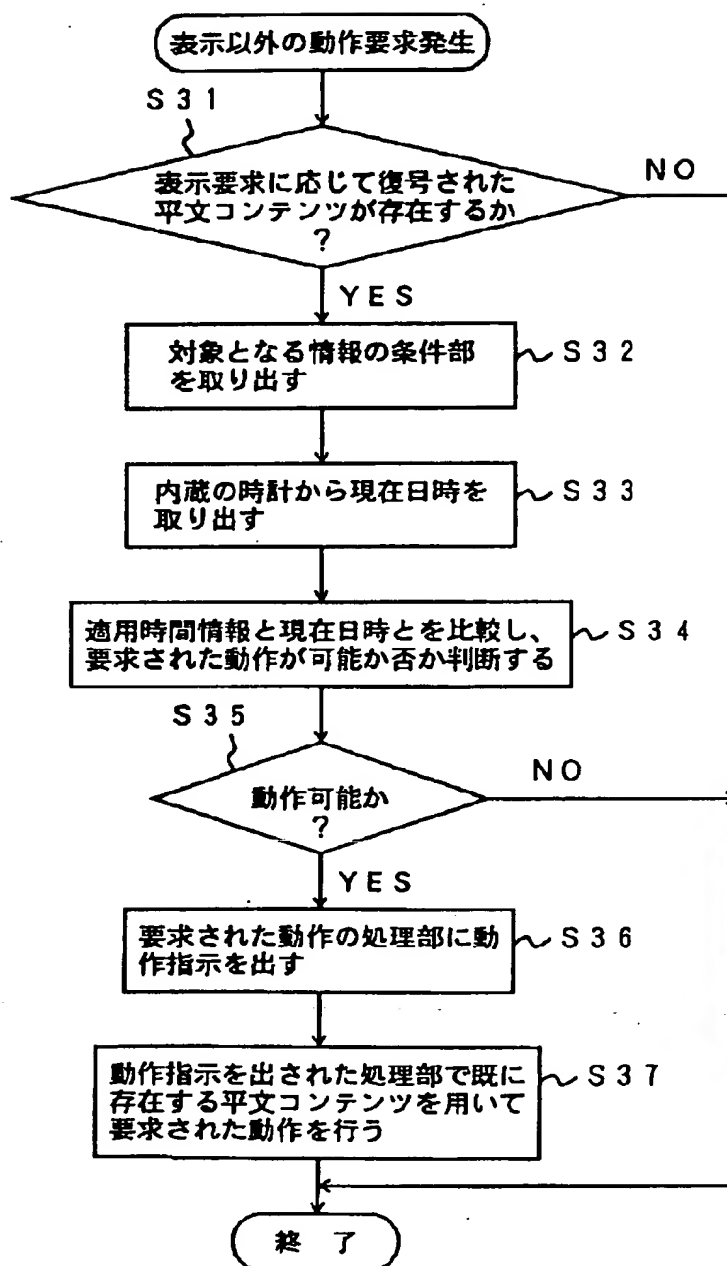 表示以外の動作要求発生
S31
表示要求に応じて復号された
平文コンテンツが存在するか
?
NO
YES
対象となる情報の条件部
を取り出す
S32
内蔵の時計から現在日時を
取り出す
S33
適用時間情報と現在日時とを比較し、
要求された動作が可能か否か判断する
S34
S35
動作可能か
?
NO
YES
要求された動作の処理部に動
作指示を出す
S36
動作指示を出された処理部で既に
存在する平文コンテンツを用いて
要求された動作を行う
S37
終 了